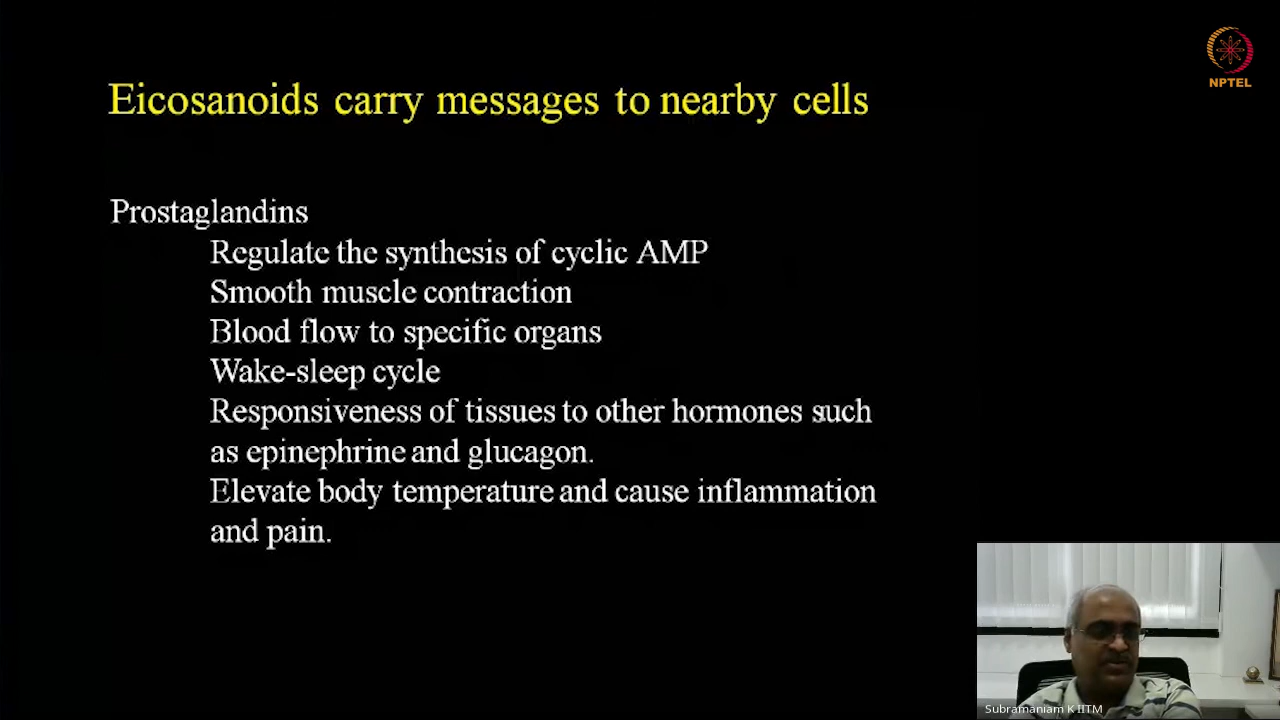 NPTEL
Eicosanoids carry messages to nearby cells
Prostaglandins
Regulate the synthesis of cyclic AMP
Smooth muscle contraction
Blood flow to specific organs
Wake-sleep cycle
Responsiveness of tissues to other hormones such
as epinephrine and glucagon.
Elevate body temperature and cause inflammation
and pain.
Subramaniam K IITM